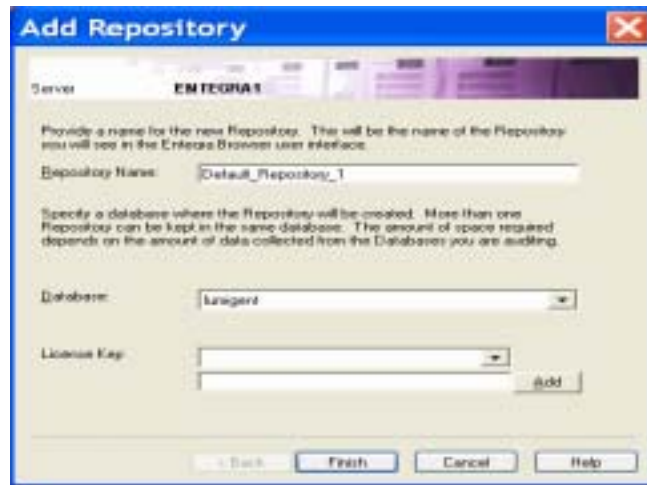 Add Repository
Server ENTEGRA1
Provide a name for the new Repository. This will be the name of the Repository
you will see in the Entegra Browser user interface.
Repository Name: Default_Repository_1
Specify a database where the Repository will be created. More than one
Repository can be kept in the same database. The amount of space required
depends on the amount of data collected from the Databases you are auditing.
Database: lumigent
License Key:
Add
< Back Finish Cancel Help